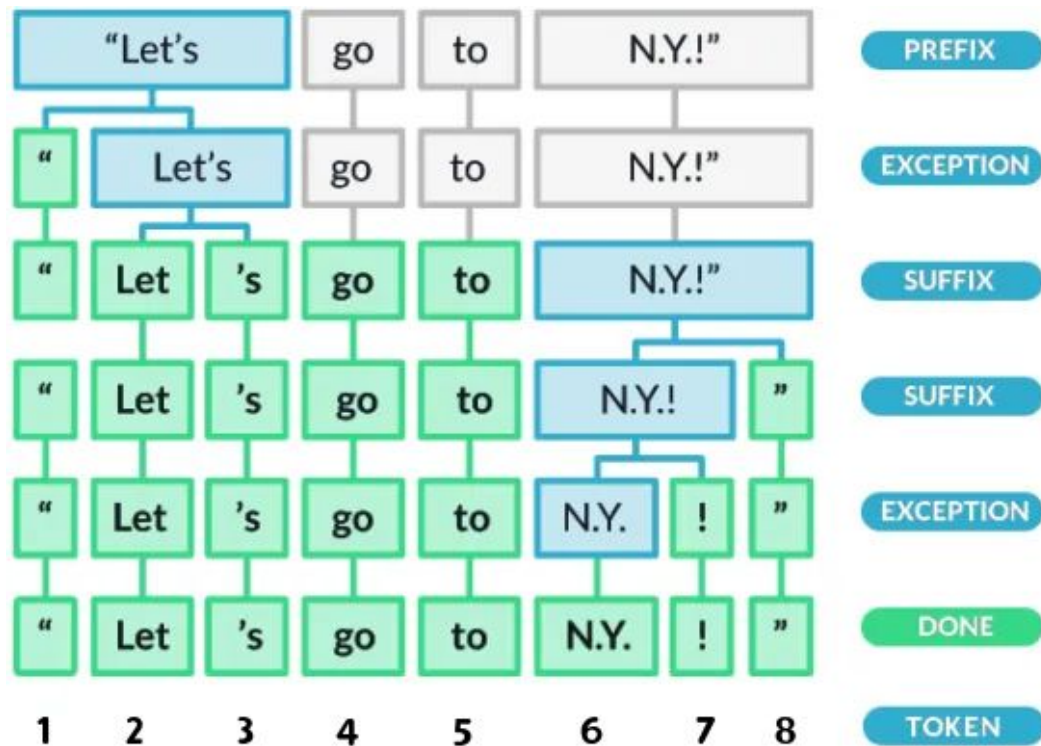 “Let’s go to N.Y.!” PREFIX
“ Let’s go to N.Y.!” EXCEPTION
“ Let ’s go to N.Y.!” SUFFIX
“ Let ’s go to N.Y.! ” SUFFIX
“ Let ’s go to N.Y. ! ” EXCEPTION
“ Let ’s go to N.Y. ! ” DONE
1 2 3 4 5 6 7 8 TOKEN